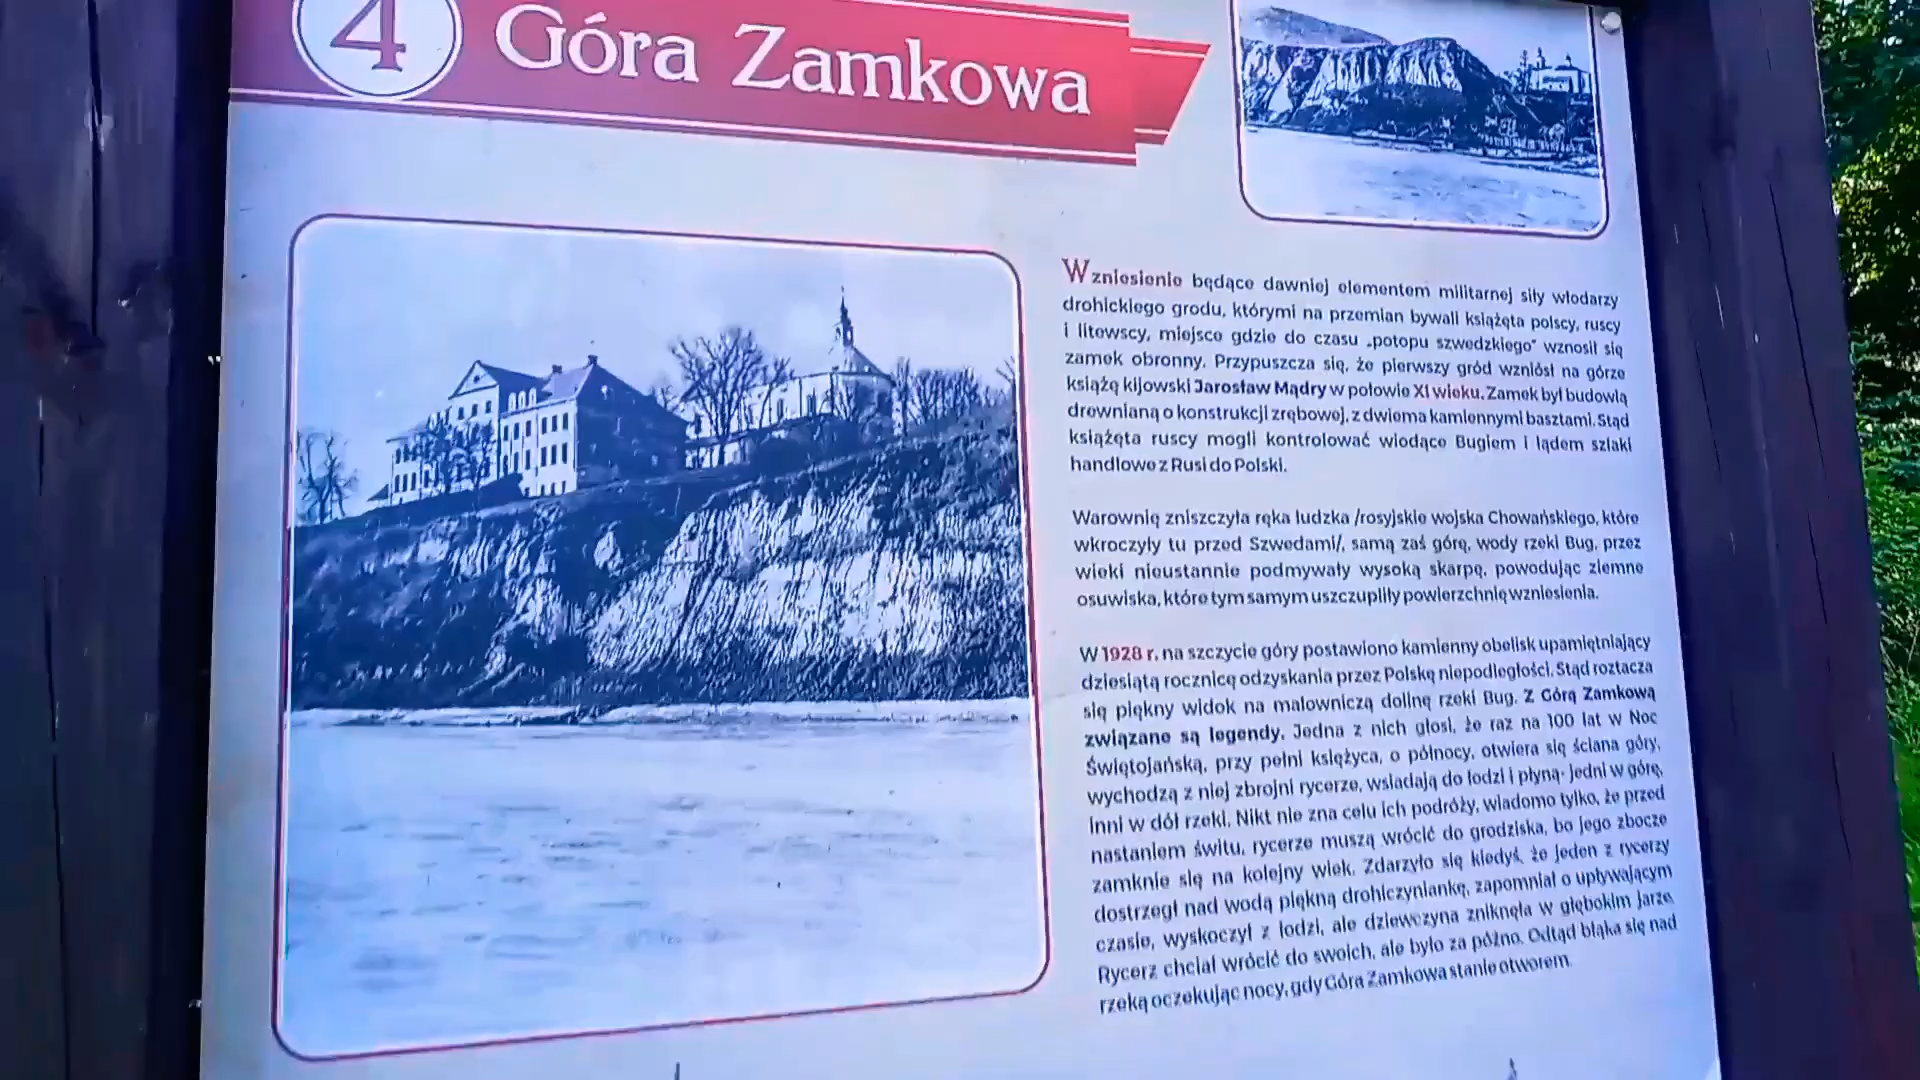 4 Góra Zamkowa
Wzniesienie będące dawniej elementem militarnej siły włodarzy
drohickiego grodu, którymi na przemian bywali książęta polscy, ruscy
i litewscy, miejsce gdzie do czasu „potopu szwedzkiego" wznosił się
zamek obronny. Przypuszcza się, że pierwszy gród wzniósł na górze
książę kijowski Jarosław Mądry w połowie XI wieku. Zamek był budowlą
drewnianą o konstrukcji zrębowej, z dwiema kamiennymi basztami. Stąd
książęta ruscy mogli kontrolować wiodące Bugiem i lądem szlaki
handlowe z Rusi do Polski.
Warownię zniszczyła ręka ludzka /rosyjskie wojska Chowańskiego, które
wkroczyły tu przed Szwedami/, samą zaś górę, wody rzeki Bug, przez
wieki nieustannie podmywały wysoką skarpę, powodując ziemne
osuwiska, które tym samym uszczupliły powierzchnię wzniesienia.
W 1928 r. na szczycie góry postawiono kamienny obelisk upamiętniający
dziesiątą rocznicę odzyskania przez Polskę niepodległości. Stąd roztacza
się piękny widok na malowniczą dolinę rzeki Bug. Z Górą Zamkową
związane są legendy. Jedna z nich głosi, że raz na 100 lat w Noc
Świętojańską, przy pełni księżyca, o północy, otwiera się ściana góry,
wychodzą z niej zbrojni rycerze, wsiadają do łodzi i płyną- jedni w górę,
inni w dół rzeki. Nikt nie zna celu ich podróży, wiadomo tylko, że przed
nastaniem świtu, rycerze muszą wrócić do grodziska, bo jego zbocze
zamknie się na kolejny wiek. Zdarzyło się kiedyś, że jeden z rycerzy
dostrzegł nad wodą piękną drohiczyniankę, zapomniał o upływającym
czasie, wyskoczył z łodzi, ale dziewczyna zniknęła w głębokim jarze.
Rycerz chciał wrócić do swoich, ale było za późno. Odtąd błąka się nad
rzeką oczekując nocy, gdy Góra Zamkowa stanie otworem.